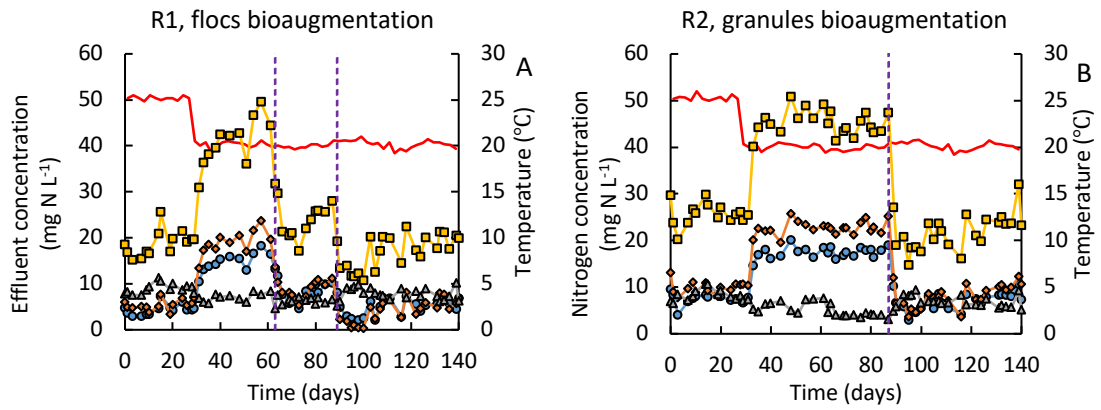 R1, flocs bioaugmentation
60
50
40
30
20
10
0
Effluent concentration
(mg N L-1)
30
25
20
15
10
5
0
Temperature (°C)
A
0 20 40 60 80 100 120 140
Time (days)
R2, granules bioaugmentation
60
50
40
30
20
10
0
Nitrogen concentration
(mg N L-1)
30
25
20
15
10
5
0
Temperature (°C)
B
0 20 40 60 80 100 120 140
Time (days)